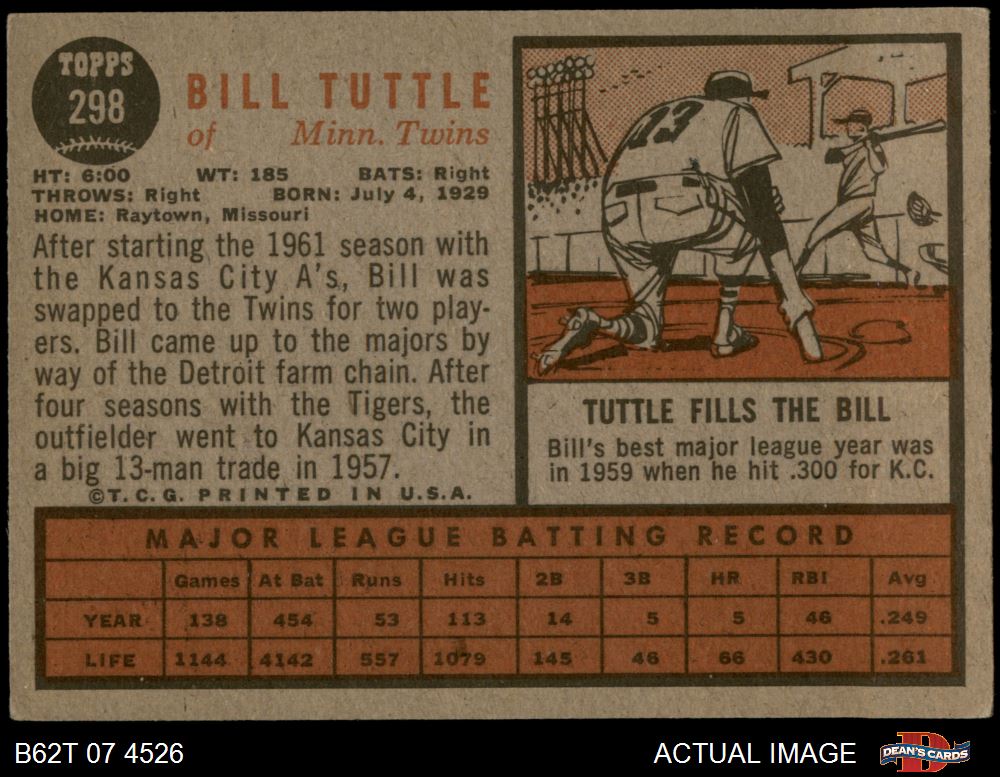 TOPPS
298
BILL TUTTLE
of Minn. Twins
HT: 6:00 WT: 185 BATS: Right
THROWS: Right BORN: July 4, 1929
HOME: Raytown, Missouri
After starting the 1961 season with
the Kansas City A's, Bill was
swapped to the Twins for two play-
ers. Bill came up to the majors by
way of the Detroit farm chain. After
four seasons with the Tigers, the
outfielder went to Kansas City in
a big 13-man trade in 1957.
©T.C.G. PRINTED IN U.S.A.
13
TUTTLE FILLS THE BILL
Bill's best major league year was
in 1959 when he hit .300 for K.C.
MAJOR LEAGUE BATTING RECORD
Games At Bat Runs Hits 2B 3B HR RBI Avg
YEAR 138 454 53 113 14 5 5 46 .249
LIFE 1144 4142 557 1079 145 46 66 430 .261
B62T 07 4526 ACTUAL IMAGE DEAN'S CARDS